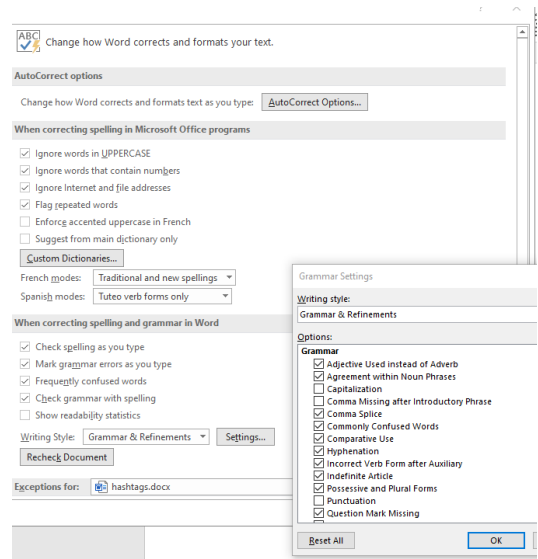 ABC
Change how Word corrects and formats your text.
AutoCorrect options
Change how Word corrects and formats text as you type: AutoCorrect Options...
When correcting spelling in Microsoft Office programs
Ignore words in UPPERCASE
Ignore words that contain numbers
Ignore Internet and file addresses
Flag repeated words
Enforce accented uppercase in French
Suggest from main dictionary only
Custom Dictionaries...
French modes: Traditional and new spellings
Spanish modes: Tuteo verb forms only
When correcting spelling and grammar in Word
Check spelling as you type
Mark grammar errors as you type
Frequently confused words
Check grammar with spelling
Show readability statistics
Writing Style: Grammar & Refinements Settings...
Recheck Document
Exceptions for: hashtags.docx
Grammar Settings
Writing style:
Grammar & Refinements
Options:
Grammar
Adjective Used instead of Adverb
Agreement within Noun Phrases
Capitalization
Comma Missing after Introductory Phrase
Comma Splice
Commonly Confused Words
Comparative Use
Hyphenation
Incorrect Verb Form after Auxiliary
Indefinite Article
Possessive and Plural Forms
Punctuation
Question Mark Missing
Reset All OK